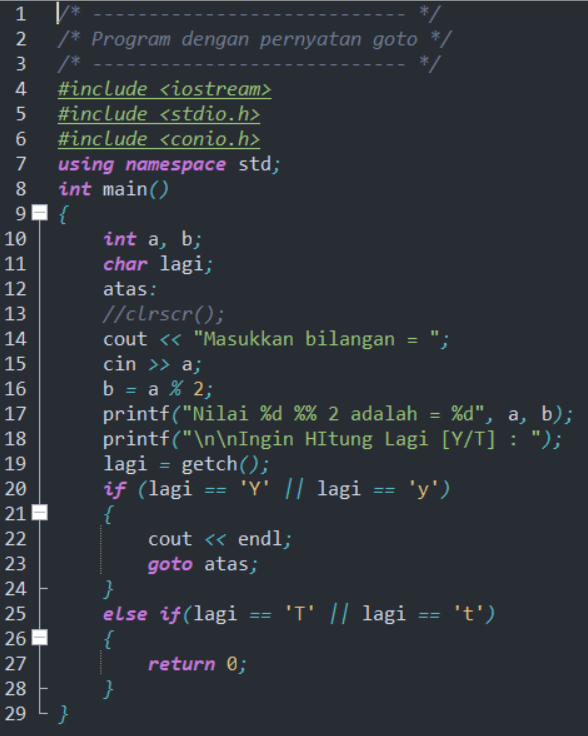 1 /* ---------------------------- */
2 /* Program dengan pernyatan goto */
3 /* ---------------------------- */
4 #include <iostream>
5 #include <stdio.h>
6 #include <conio.h>
7 using namespace std;
8 int main()
9 {
10 int a, b;
11 char lagi;
12 atas:
13 //clrscr();
14 cout << "Masukkan bilangan = ";
15 cin >> a;
16 b = a % 2;
17 printf("Nilai %d %% 2 adalah = %d", a, b);
18 printf("\n\nIngin HItung Lagi [Y/T] : ");
19 lagi = getch();
20 if (lagi == 'Y' || lagi == 'y')
21 {
22 cout << endl;
23 goto atas;
24 }
25 else if(lagi == 'T' || lagi == 't')
26 {
27 return 0;
28 }
29 }